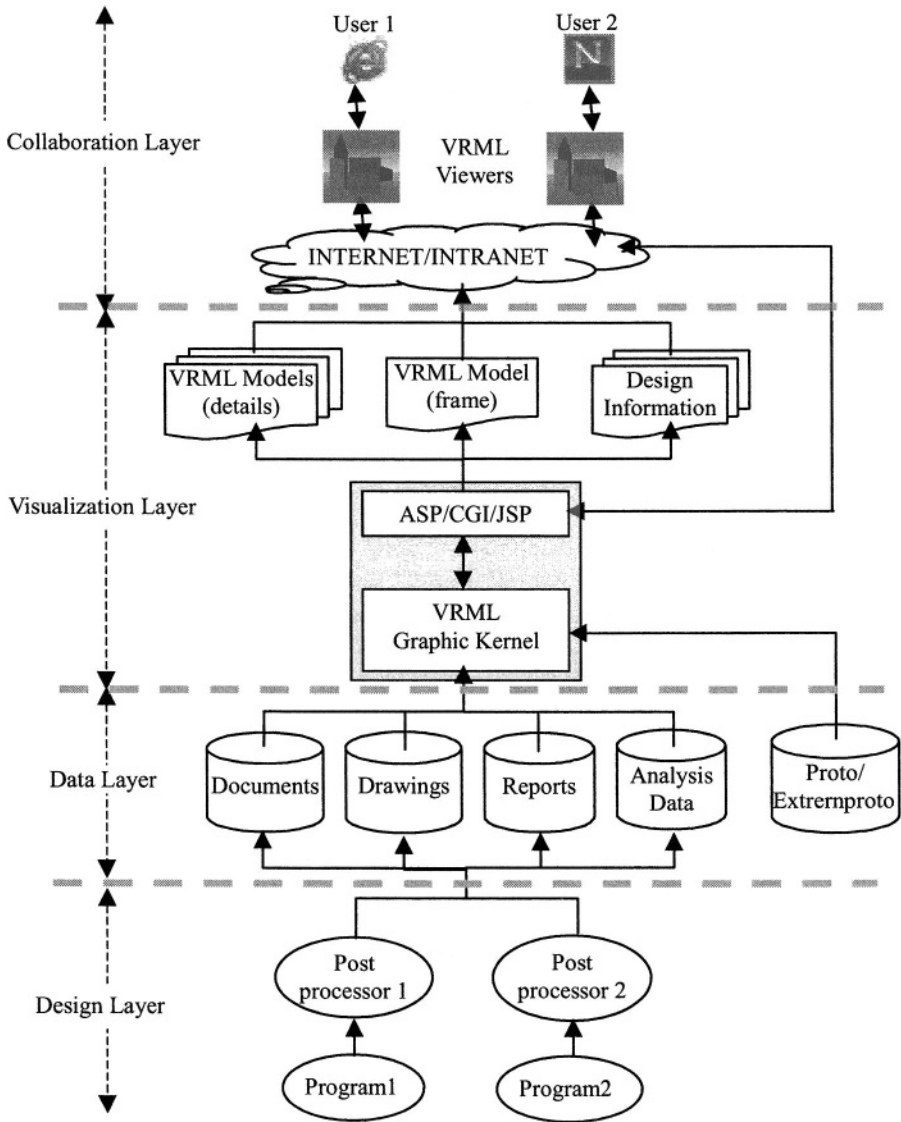 User 1
User 2
N
Collaboration Layer
VRML
Viewers
INTERNET/INTRANET
VRML Models
(details)
VRML Model
(frame)
Design
Information
Visualization Layer
ASP/CGI/JSP
VRML
Graphic Kernel
Data Layer
Documents
Drawings
Reports
Analysis
Data
Proto/
Extrernproto
Design Layer
Post
processor 1
Post
processor 2
Program1
Program2